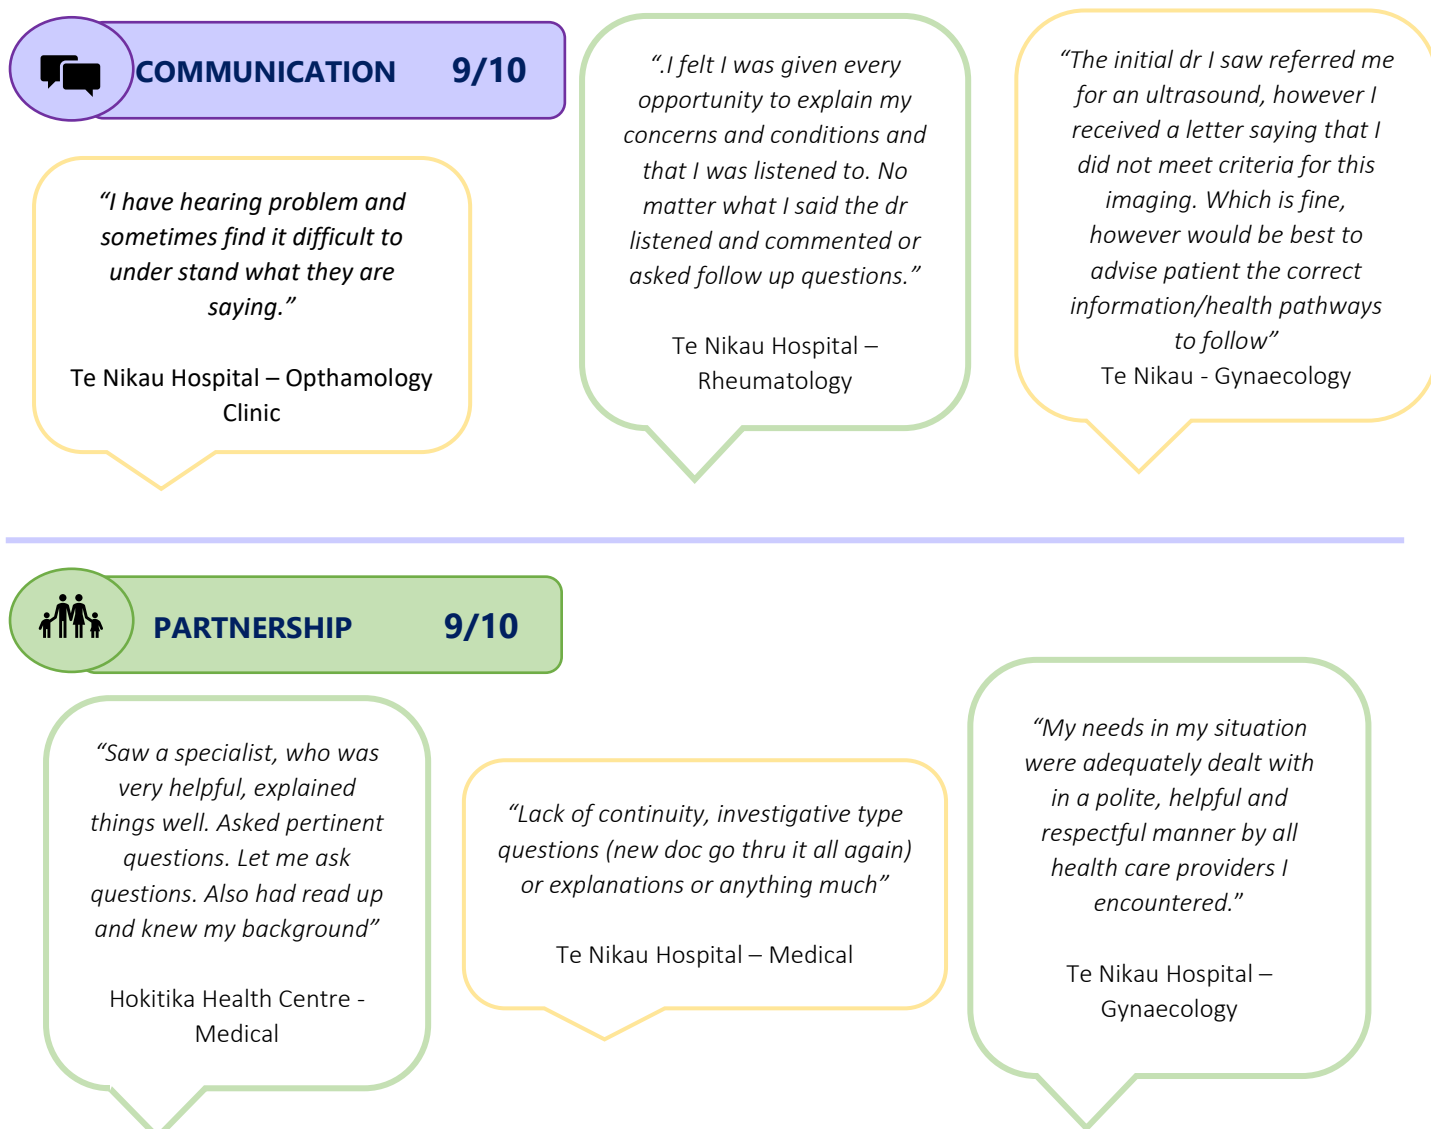 COMMUNICATION 9/10
“I have hearing problem and
sometimes find it difficult to
under stand what they are
saying.”
Te Nikau Hospital – Opthamology
Clinic
“.I felt I was given every
opportunity to explain my
concerns and conditions and
that I was listened to. No
matter what I said the dr
listened and commented or
asked follow up questions.”
Te Nikau Hospital –
Rheumatology
“The initial dr I saw referred me
for an ultrasound, however I
received a letter saying that I
did not meet criteria for this
imaging. Which is fine,
however would be best to
advise patient the correct
information/health pathways
to follow”
Te Nikau - Gynaecology
PARTNERSHIP 9/10
“Saw a specialist, who was
very helpful, explained
things well. Asked pertinent
questions. Let me ask
questions. Also had read up
and knew my background”
Hokitika Health Centre -
Medical
“Lack of continuity, investigative type
questions (new doc go thru it all again)
or explanations or anything much”
Te Nikau Hospital – Medical
“My needs in my situation
were adequately dealt with
in a polite, helpful and
respectful manner by all
health care providers I
encountered.”
Te Nikau Hospital –
Gynaecology